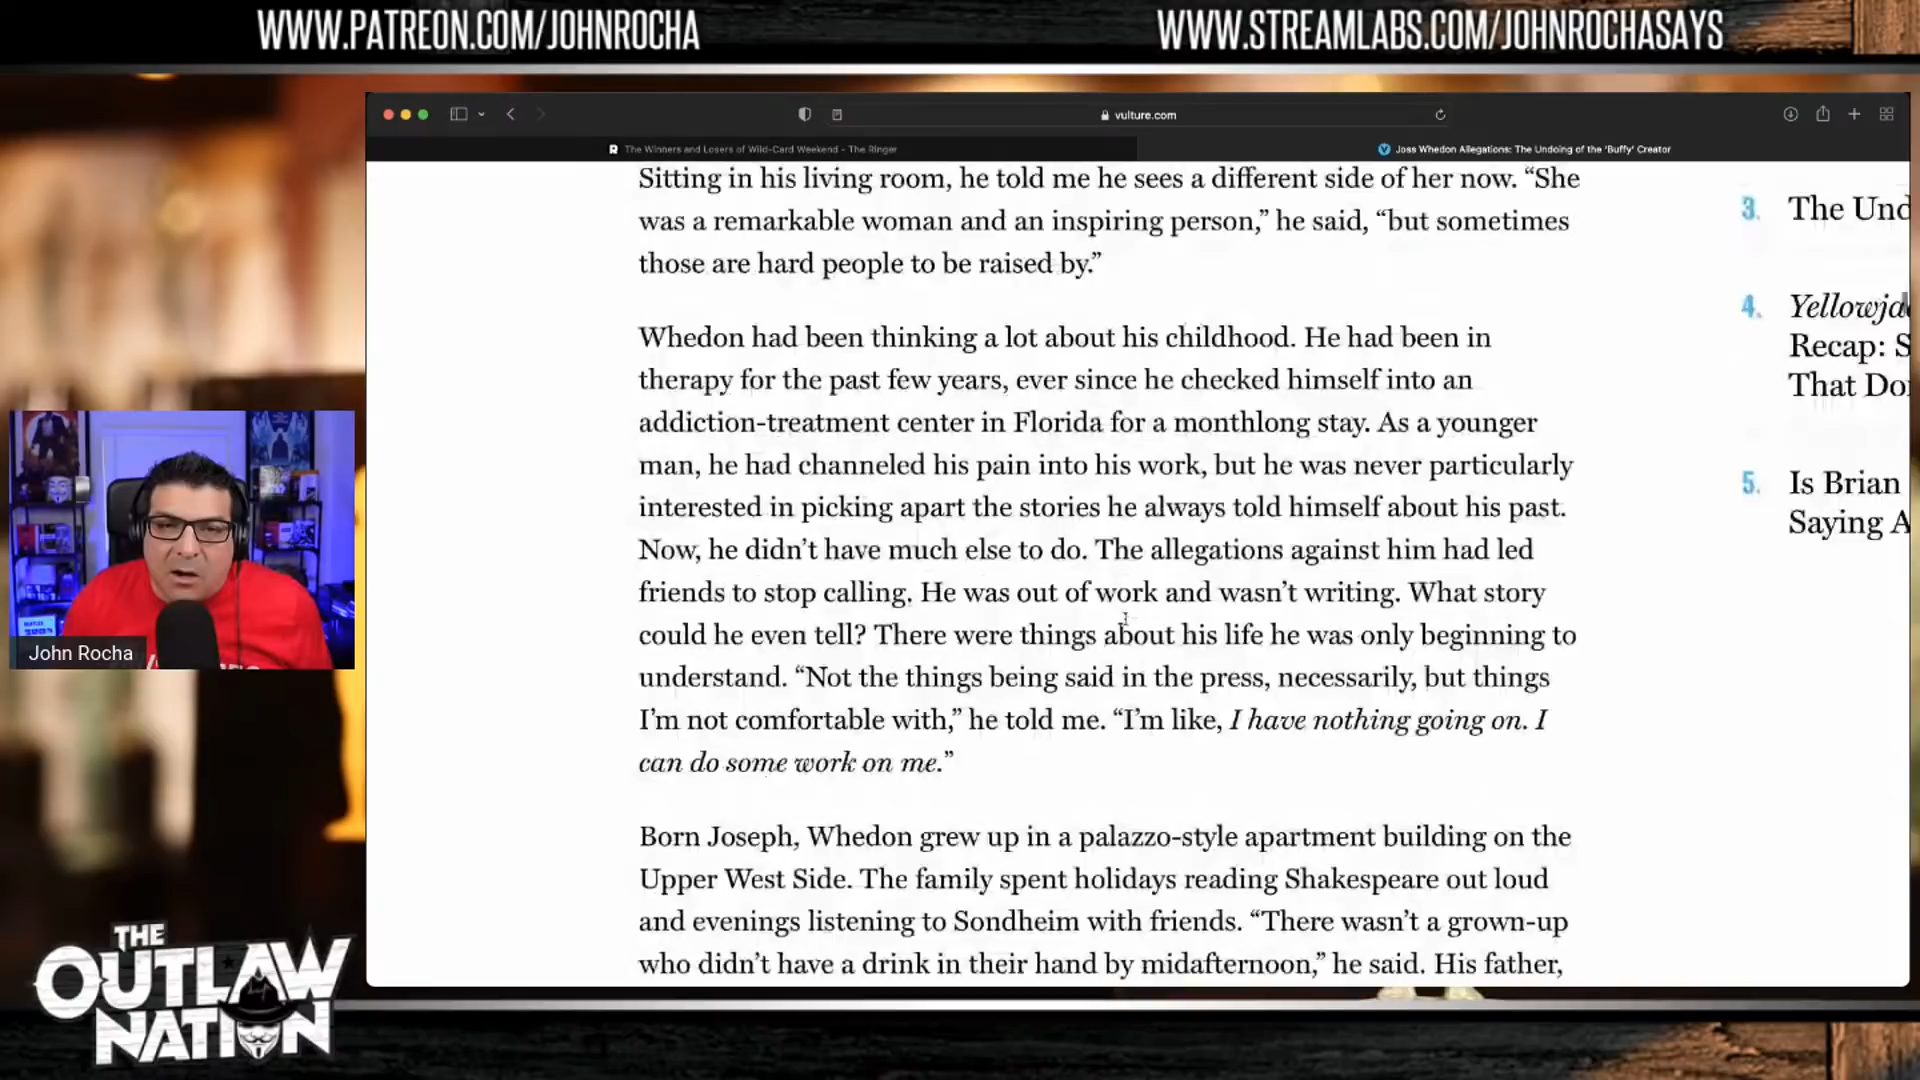 WWW.PATREON.COM/JOHNROCHA
WWW.STREAMLABS.COM/JOHNROCHASAYS
vulture.com
The Winners and Losers of Wild-Card Weekend - The Ringer
Joss Whedon Allegations: The Undoing of the 'Buffy' Creator
Sitting in his living room, he told me he sees a different side of her now. “She
was a remarkable woman and an inspiring person,” he said, “but sometimes
those are hard people to be raised by.”
Whedon had been thinking a lot about his childhood. He had been in
therapy for the past few years, ever since he checked himself into an
addiction-treatment center in Florida for a monthlong stay. As a younger
man, he had channeled his pain into his work, but he was never particularly
interested in picking apart the stories he always told himself about his past.
Now, he didn’t have much else to do. The allegations against him had led
friends to stop calling. He was out of work and wasn’t writing. What story
could he even tell? There were things about his life he was only beginning to
understand. “Not the things being said in the press, necessarily, but things
I’m not comfortable with,” he told me. “I’m like, I have nothing going on. I
can do some work on me.”
Born Joseph, Whedon grew up in a palazzo-style apartment building on the
Upper West Side. The family spent holidays reading Shakespeare out loud
and evenings listening to Sondheim with friends. “There wasn’t a grown-up
who didn’t have a drink in their hand by midafternoon,” he said. His father,
3. The Und
4. Yellowja
Recap: S
That Do
5. Is Brian
Saying A
John Rocha
THE
OUTLAW
NATION